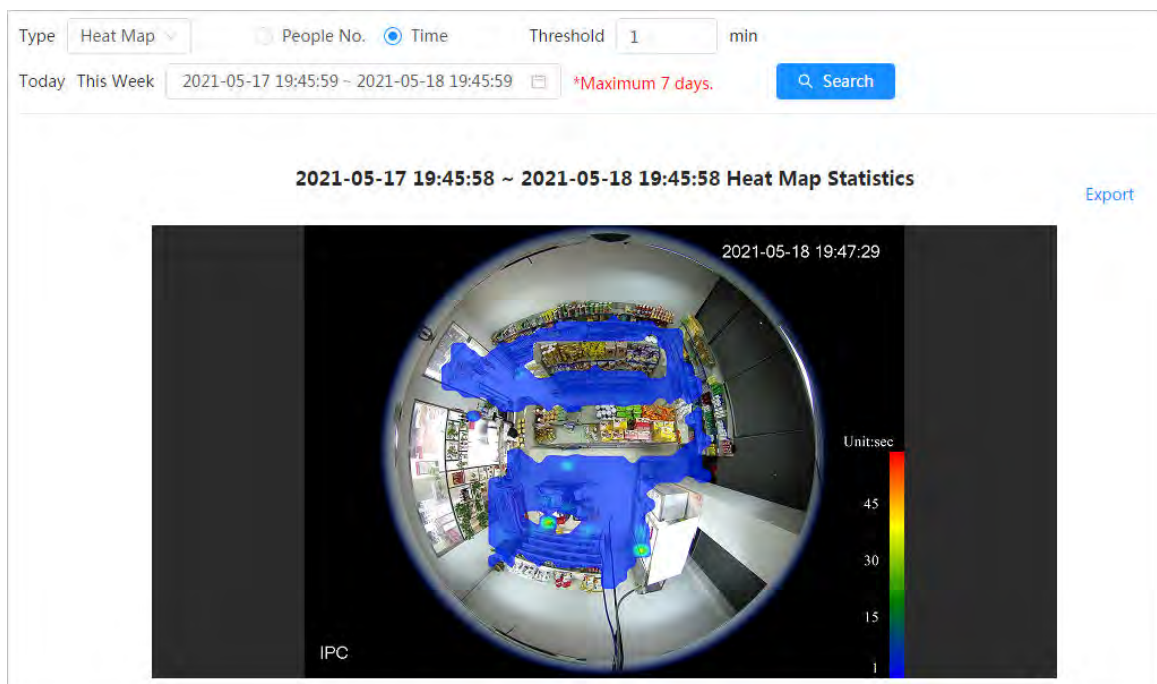 Type Heat Map People No. Time Threshold 1 min
Today This Week 2021-05-17 19:45:59 ~ 2021-05-18 19:45:59 *Maximum 7 days. Search
2021-05-17 19:45:58 ~ 2021-05-18 19:45:58 Heat Map Statistics
Export
2021-05-18 19:47:29
Unit:sec
45
30
15
1
IPC